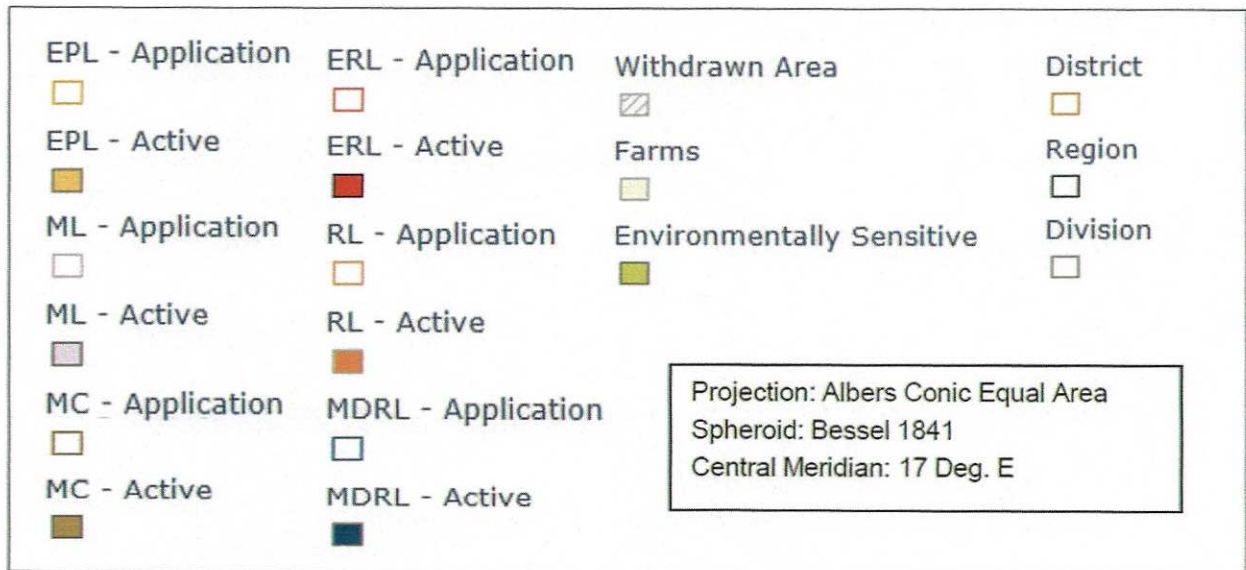 EPL - Application
EPL - Active
ML - Application
ML - Active
MC - Application
MC - Active
ERL - Application
ERL - Active
RL - Application
RL - Active
MDRL - Application
MDRL - Active
Withdrawn Area
Farms
Environmentally Sensitive
District
Region
Division
Projection: Albers Conic Equal Area
Spheroid: Bessel 1841
Central Meridian: 17 Deg. E